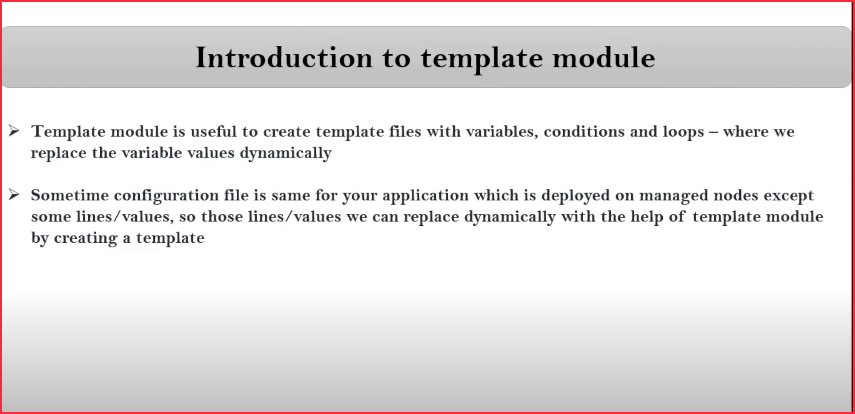 Introduction to template module
➢ Template module is useful to create template files with variables, conditions and loops – where we
replace the variable values dynamically
➢ Sometime configuration file is same for your application which is deployed on managed nodes except
some lines/values, so those lines/values we can replace dynamically with the help of template module
by creating a template